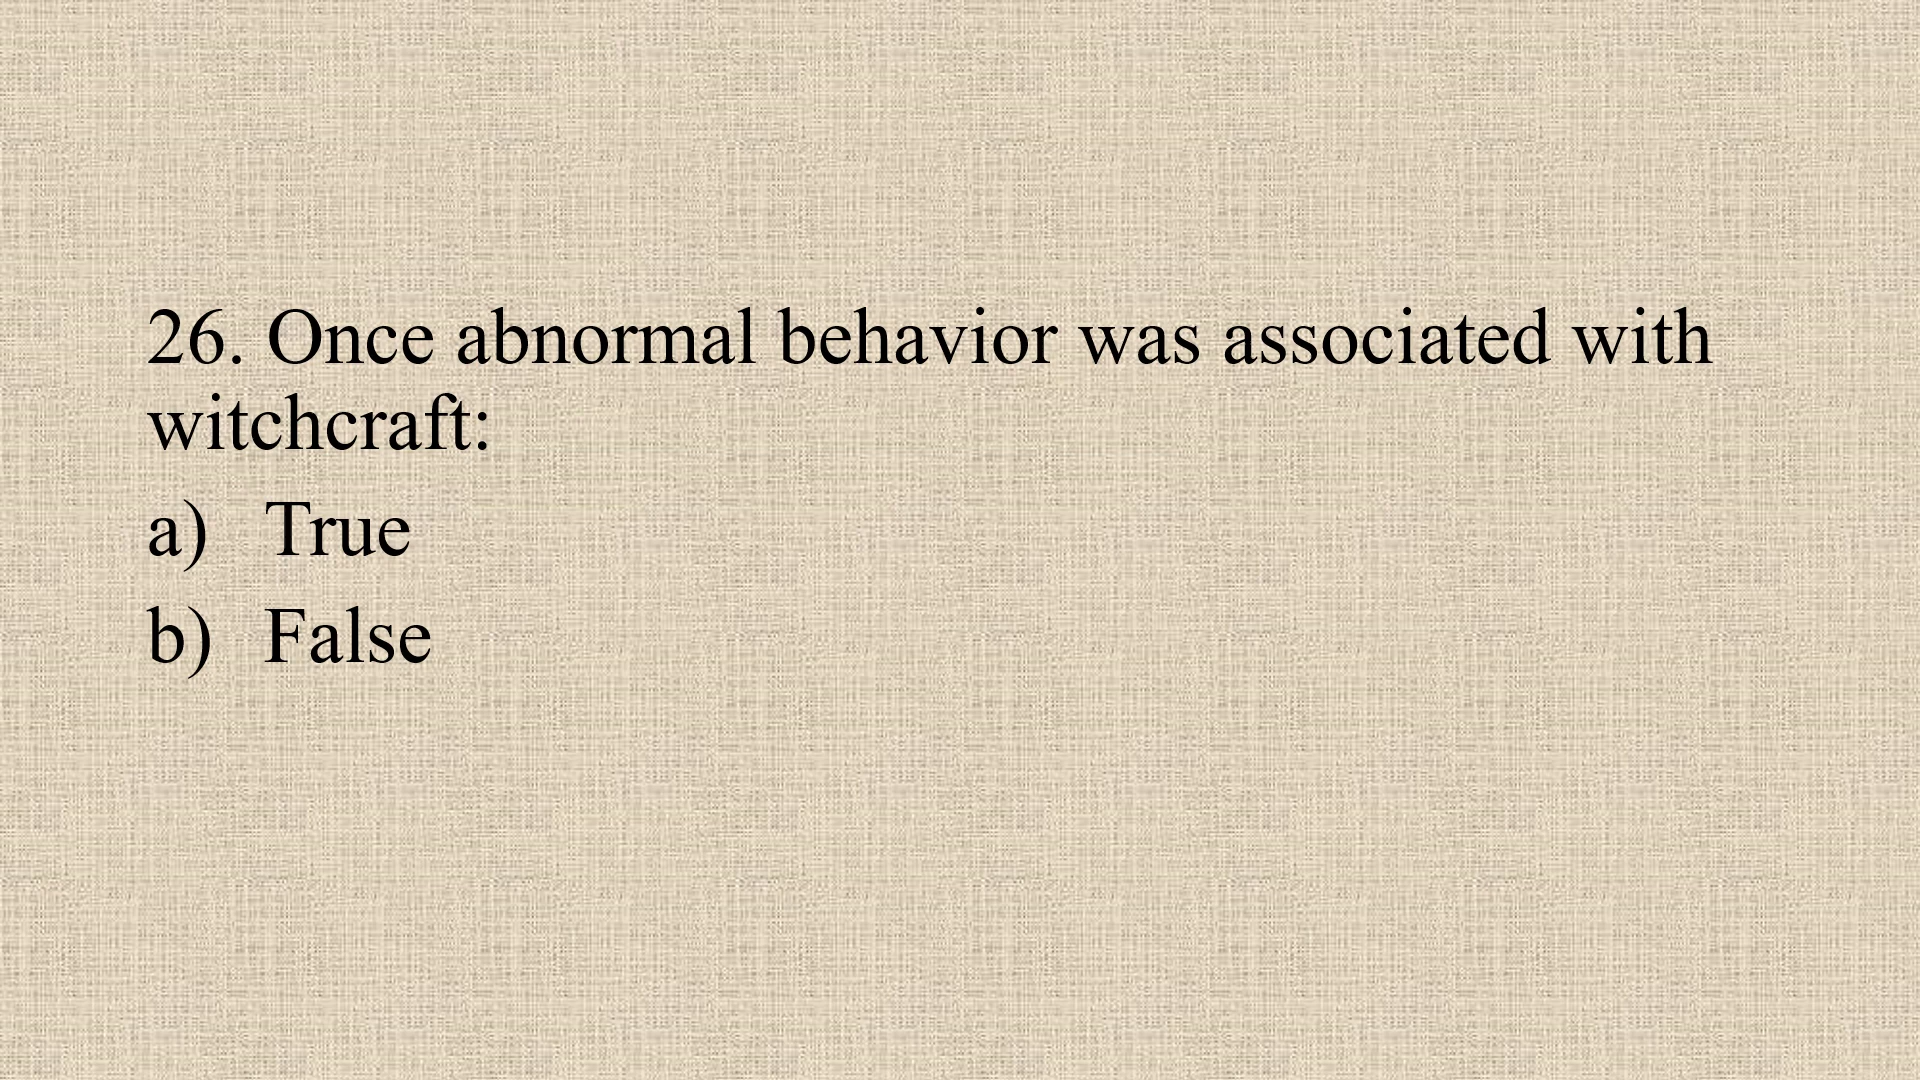 26. Once abnormal behavior was associated with
witchcraft:
a) True
b) False